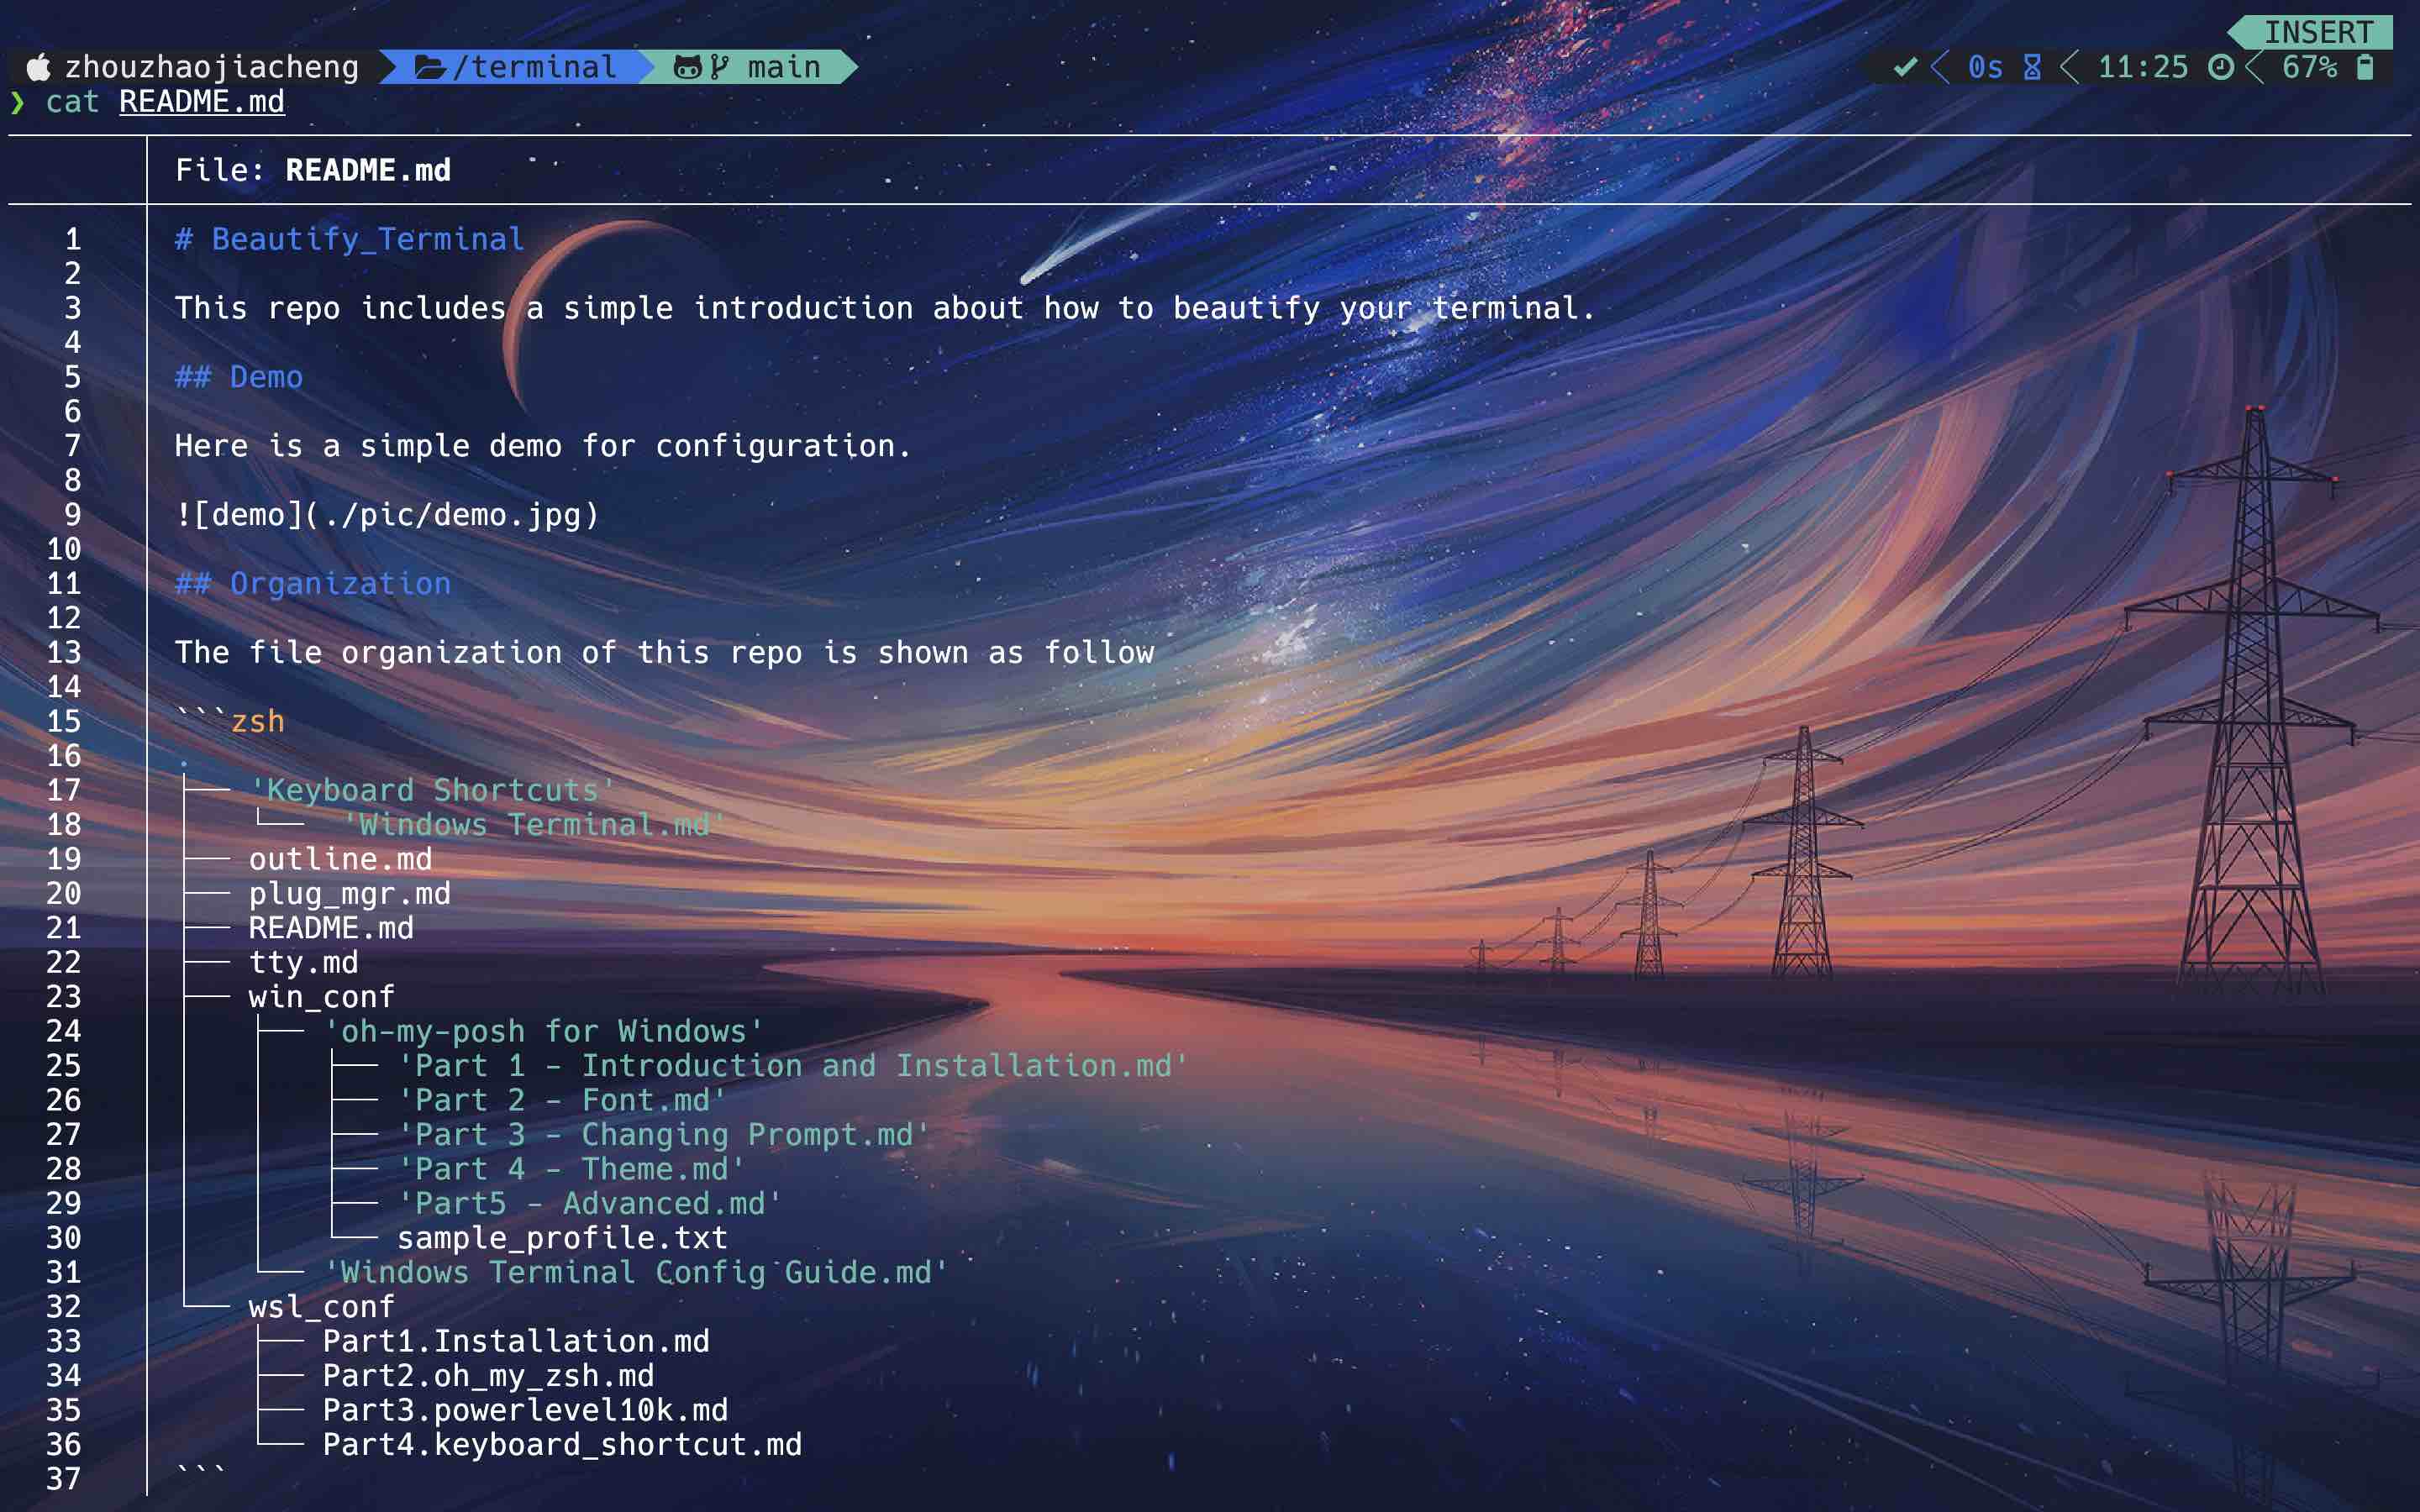 INSERT
zhouzhaojiacheng /terminal main 0s 11:25 67%
❯ cat README.md
File: README.md
1 # Beautify_Terminal
2
3 This repo includes a simple introduction about how to beautify your terminal.
4
5 ## Demo
6
7 Here is a simple demo for configuration.
8
9 ![demo](./pic/demo.jpg)
10
11 ## Organization
12
13 The file organization of this repo is shown as follow
14
15 ```zsh
16 .
17 ├── 'Keyboard Shortcuts'
18 │   └──  'Windows Terminal.md'
19 ├── outline.md
20 ├── plug_mgr.md
21 ├── README.md
22 ├── tty.md
23 ├── win_conf
24 │   ├── 'oh-my-posh for Windows'
25 │   │   ├── 'Part 1 - Introduction and Installation.md'
26 │   │   ├── 'Part 2 - Font.md'
27 │   │   ├── 'Part 3 - Changing Prompt.md'
28 │   │   ├── 'Part 4 - Theme.md'
29 │   │   ├── 'Part5 - Advanced.md'
30 │   │   └── sample_profile.txt
31 │   └── 'Windows Terminal Config Guide.md'
32 └── wsl_conf
33     ├── Part1.Installation.md
34     ├── Part2.oh_my_zsh.md
35     ├── Part3.powerlevel10k.md
36     └── Part4.keyboard_shortcut.md
37 ```